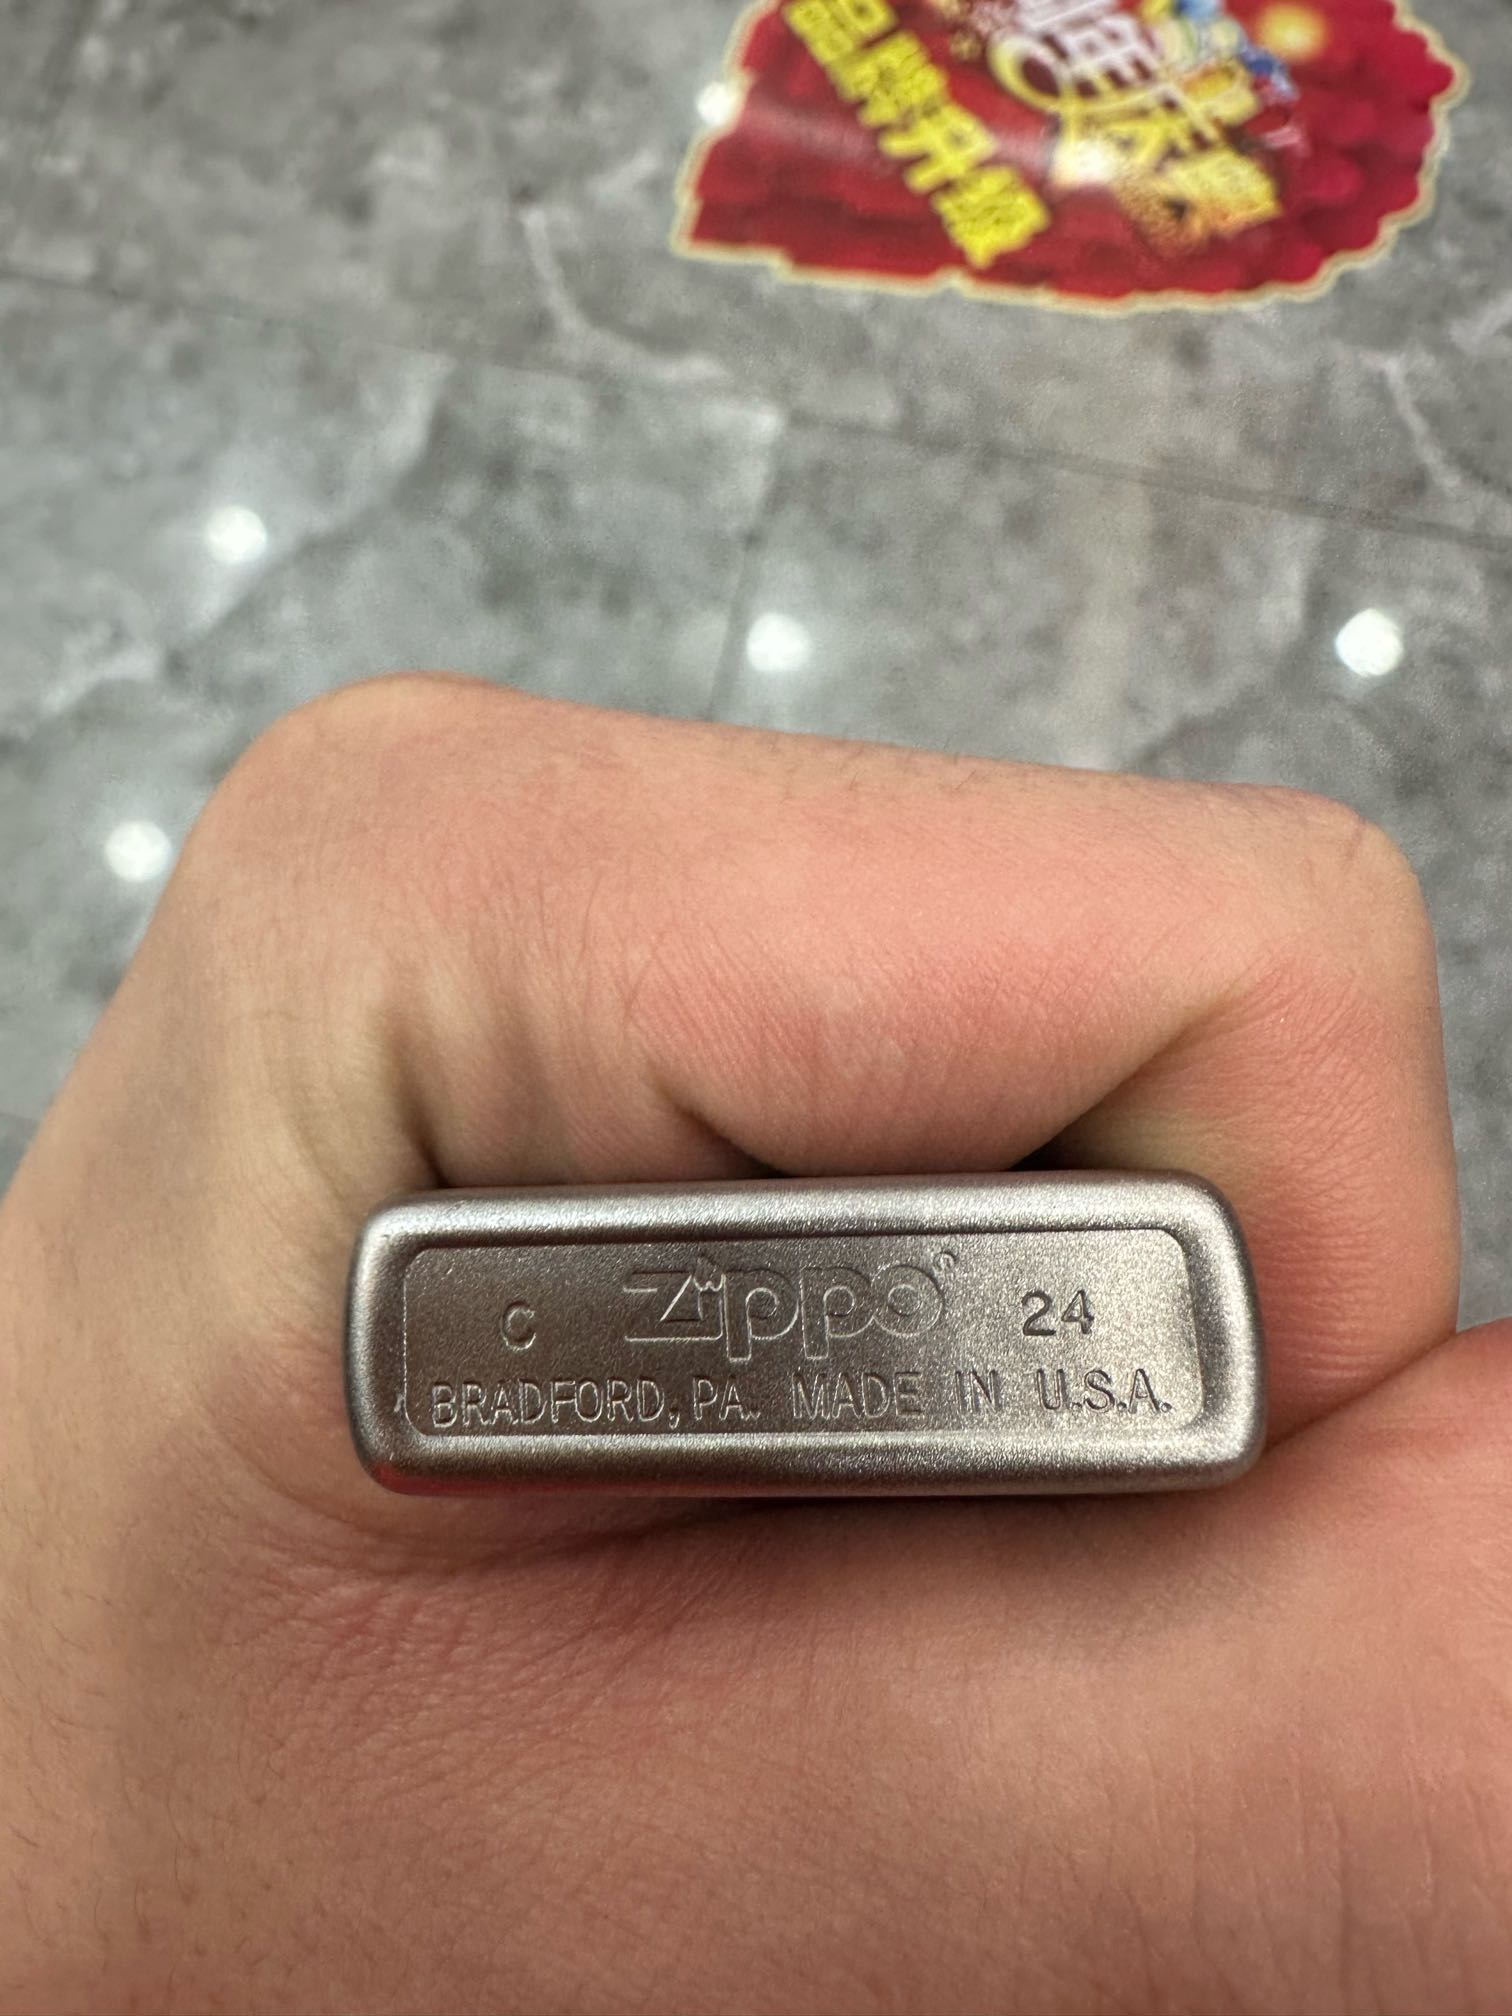 品牌升级
C zippo® 24
BRADFORD, PA. MADE IN U.S.A.